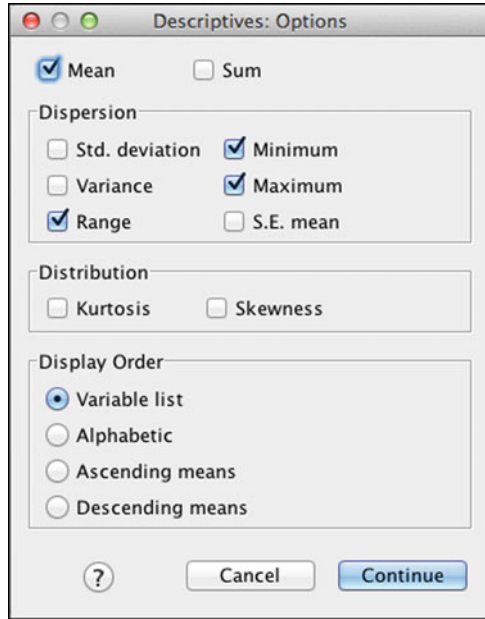 Descriptives: Options
Mean Sum
Dispersion
Std. deviation Minimum
Variance Maximum
Range S.E. mean
Distribution
Kurtosis Skewness
Display Order
Variable list
Alphabetic
Ascending means
Descending means
? Cancel Continue